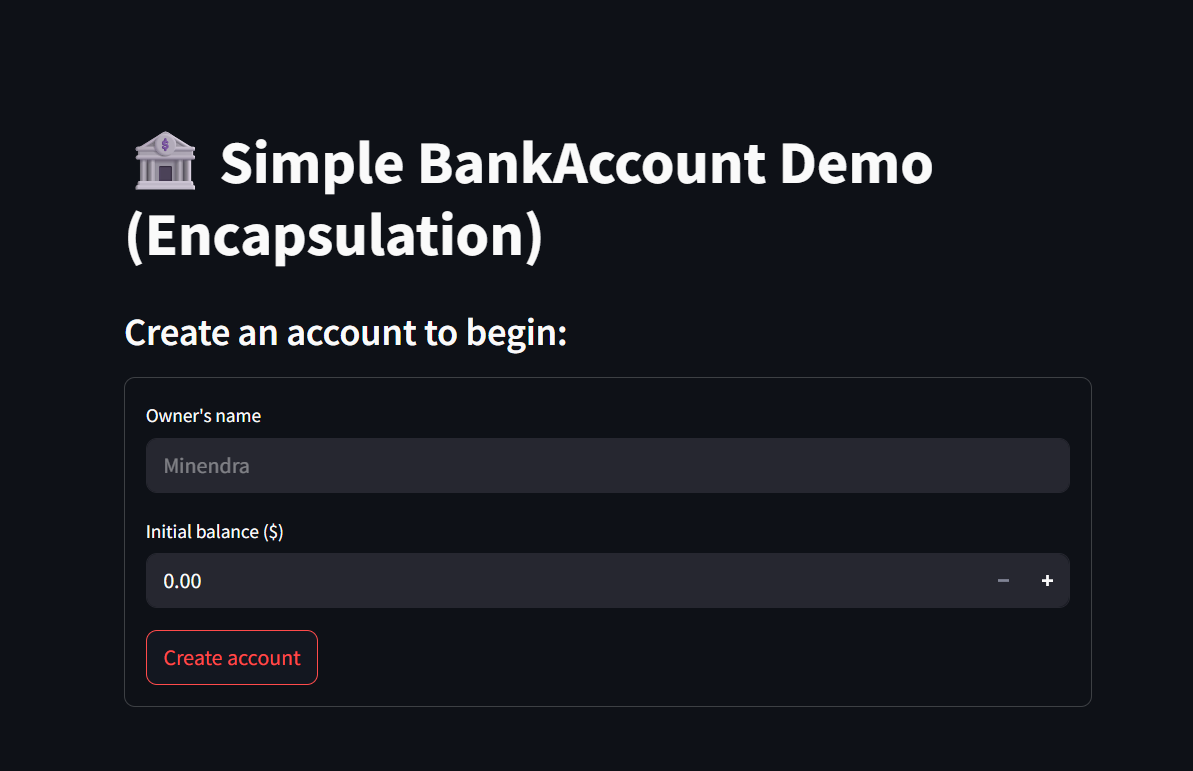 Simple BankAccount Demo
(Encapsulation)
Create an account to begin:
Owner's name
Minendra
Initial balance ($)
0.00
Create account